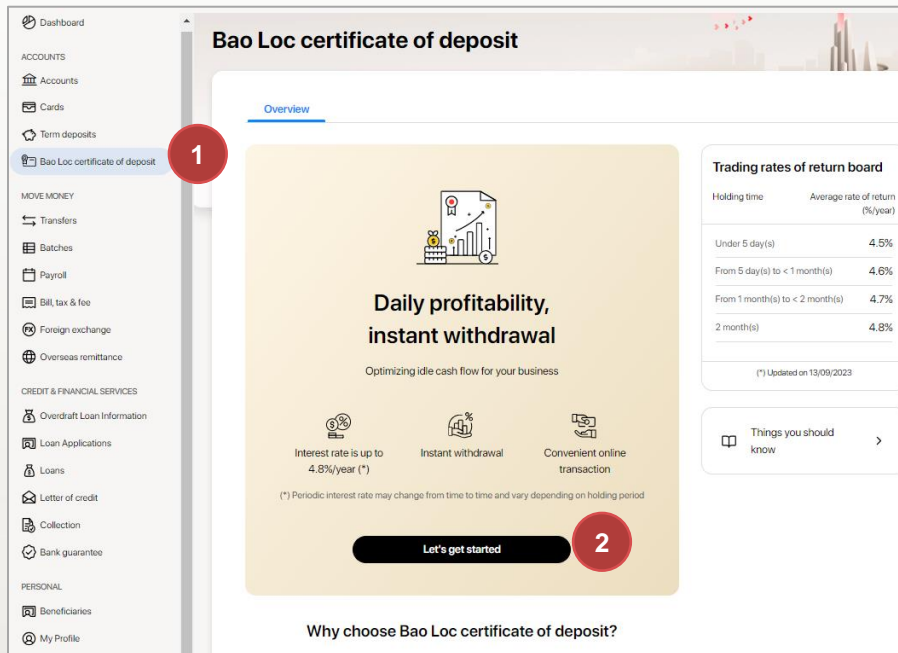 Dashboard
ACCOUNTS
Accounts
Cards
Term deposits
Bao Loc certificate of deposit
1
MOVE MONEY
Transfers
Batches
Payroll
Bill, tax & fee
Foreign exchange
Overseas remittance
CREDIT & FINANCIAL SERVICES
Overdraft Loan Information
Loan Applications
Loans
Letter of credit
Collection
Bank guarantee
PERSONAL
Beneficiaries
My Profile
Bao Loc certificate of deposit
Overview
Daily profitability,
instant withdrawal
Optimizing idle cash flow for your business
Interest rate is up to
4.8%/year (*)
Instant withdrawal
Convenient online
transaction
(*) Periodic interest rate may change from time to time and vary depending on holding period
Let's get started
2
Why choose Bao Loc certificate of deposit?
Trading rates of return board
Holding time Average rate of return
(%/year)
Under 5 day(s) 4.5%
From 5 day(s) to < 1 month(s) 4.6%
From 1 month(s) to < 2 month(s) 4.7%
2 month(s) 4.8%
(*) Updated on 13/09/2023
Things you should
know